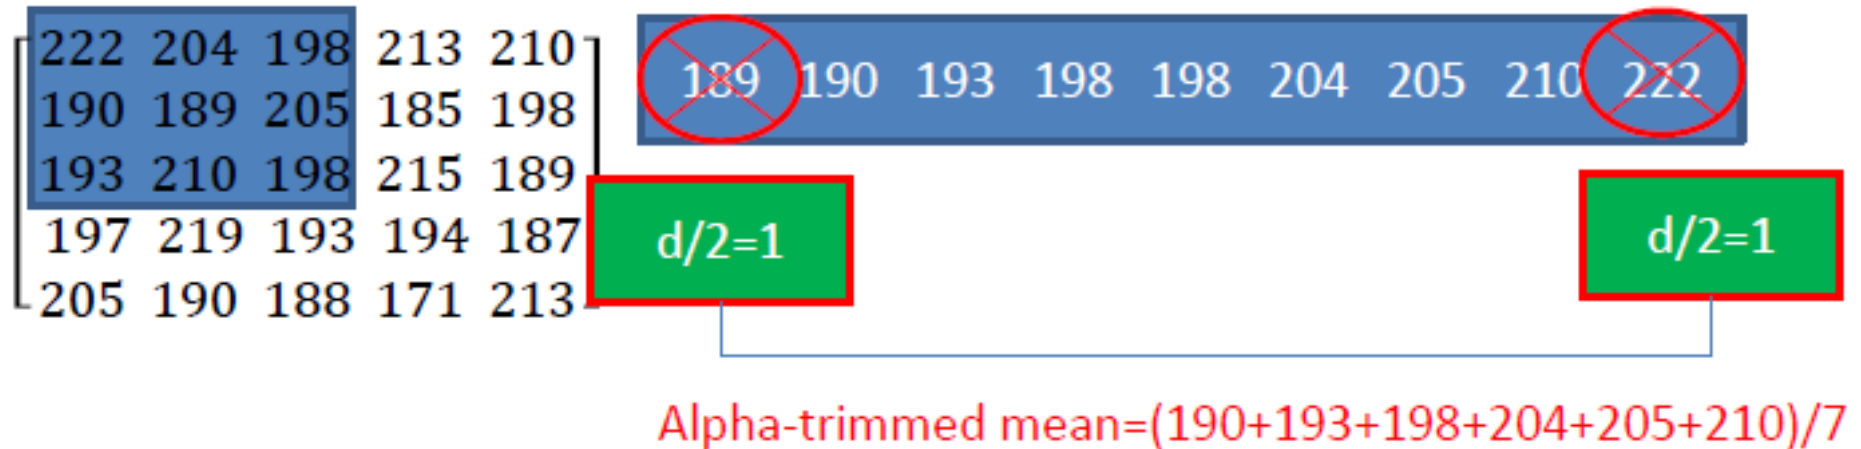 222 204 198 213 210
190 189 205 185 198
193 210 198 215 189
197 219 193 194 187
205 190 188 171 213
189 190 193 198 198 204 205 210 222
d/2=1
d/2=1
Alpha-trimmed mean=(190+193+198+204+205+210)/7